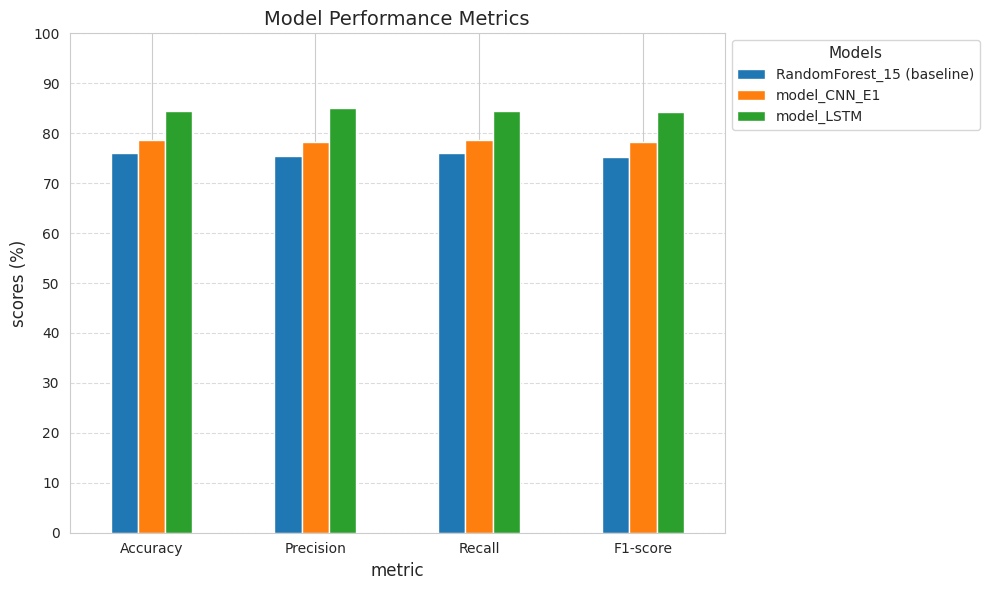 Model Performance Metrics
scores (%)
100
90
80
70
60
50
40
30
20
10
0
Accuracy Precision Recall F1-score
metric
Models
RandomForest_15 (baseline)
model_CNN_E1
model_LSTM